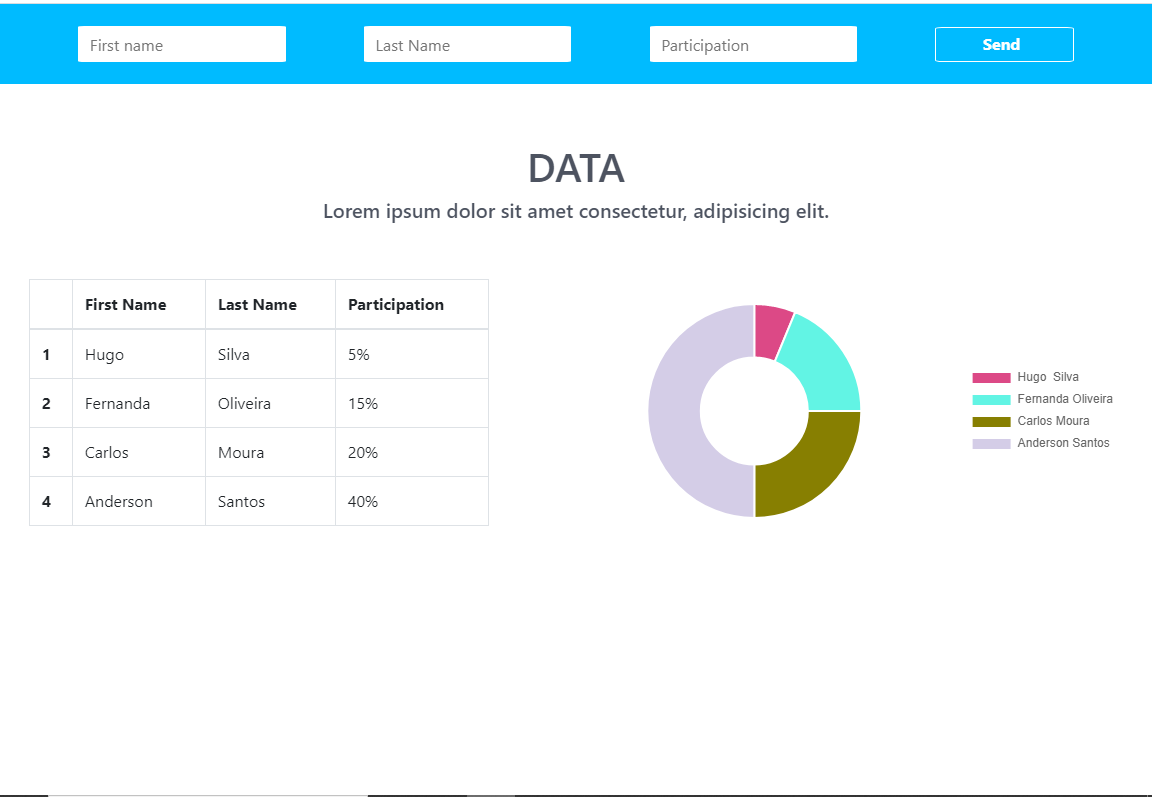 First name Last Name Participation Send
DATA
Lorem ipsum dolor sit amet consectetur, adipisicing elit.
First Name Last Name Participation
1 Hugo Silva 5%
2 Fernanda Oliveira 15%
3 Carlos Moura 20%
4 Anderson Santos 40%
Hugo  Silva
Fernanda Oliveira
Carlos Moura
Anderson Santos